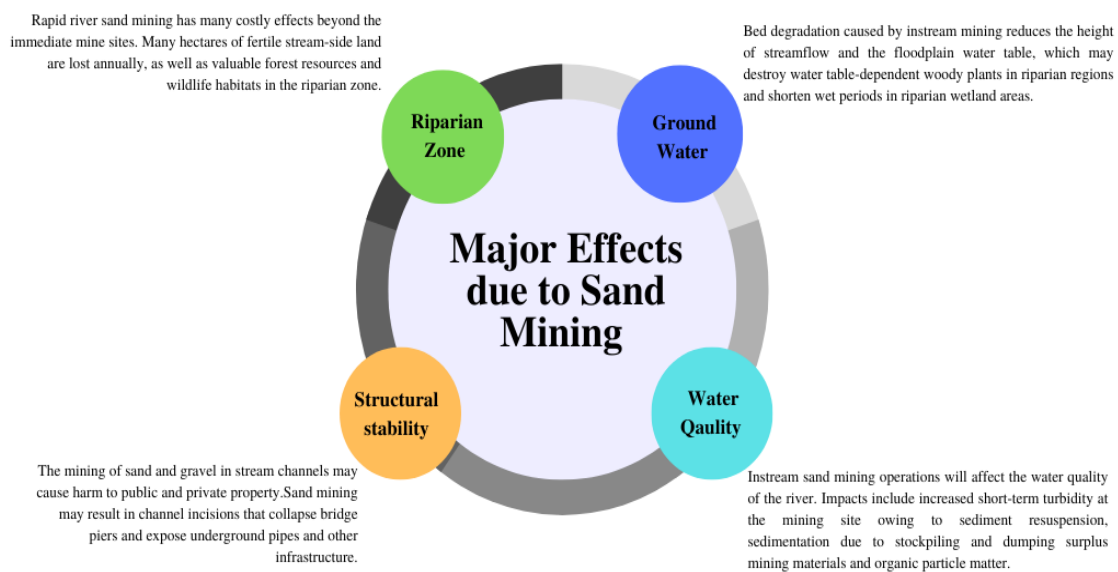 Rapid river sand mining has many costly effects beyond the
immediate mine sites. Many hectares of fertile stream-side land
are lost annually, as well as valuable forest resources and
wildlife habitats in the riparian zone.
Bed degradation caused by instream mining reduces the height
of streamflow and the floodplain water table, which may
destroy water table-dependent woody plants in riparian regions
and shorten wet periods in riparian wetland areas.
Riparian
Zone
Ground
Water
Major Effects
due to Sand
Mining
Structural
stability
Water
Qaulity
The mining of sand and gravel in stream channels may
cause harm to public and private property.Sand mining
may result in channel incisions that collapse bridge
piers and expose underground pipes and other
infrastructure.
Instream sand mining operations will affect the water quality
of the river. Impacts include increased short-term turbidity at
the mining site owing to sediment resuspension,
sedimentation due to stockpiling and dumping surplus
mining materials and organic particle matter.